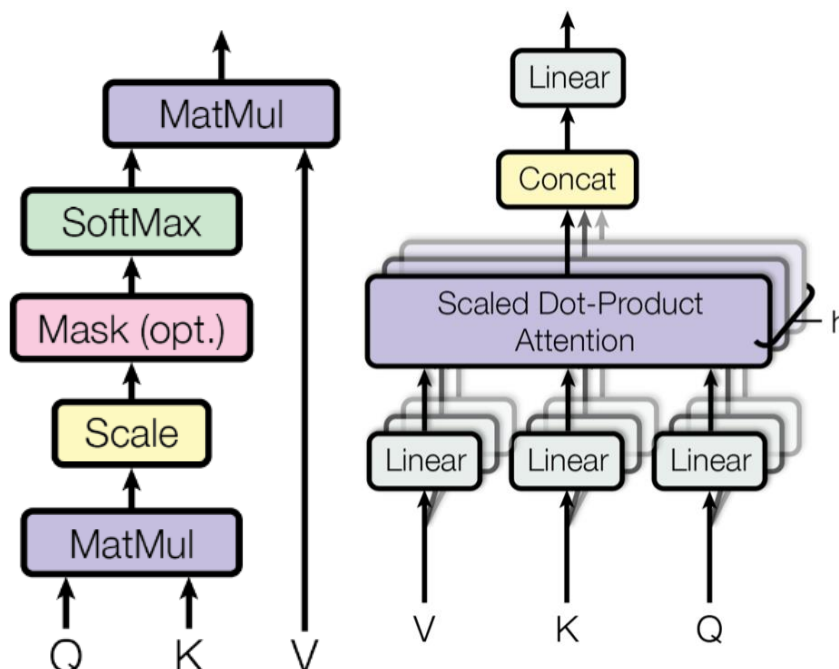 MatMul
SoftMax
Mask (opt.)
Scale
MatMul
Q K V
Linear
Concat
Scaled Dot-Product
Attention
h
Linear Linear Linear
V K Q